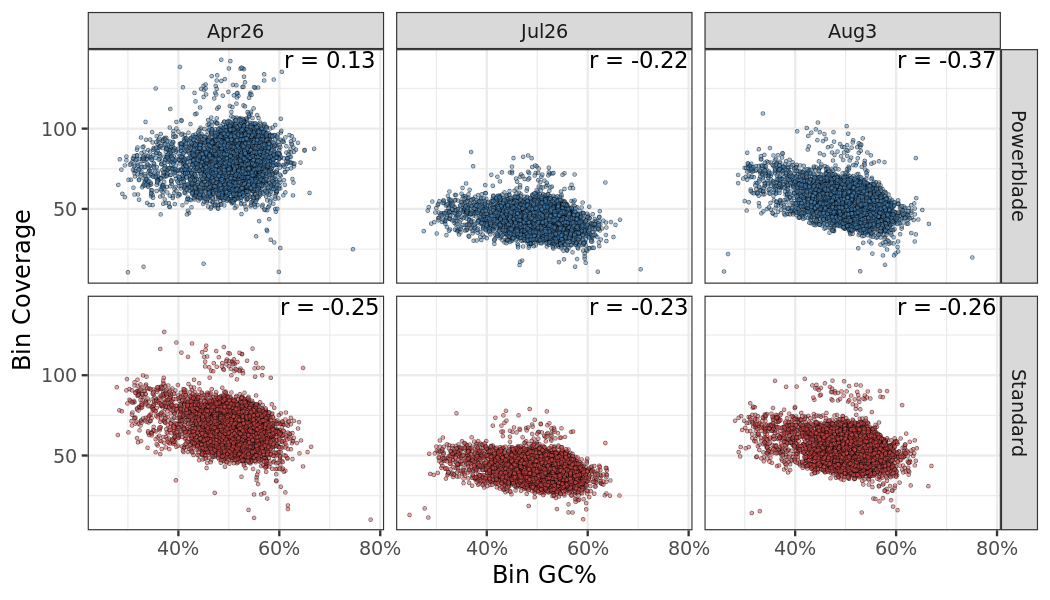 Apr26
Jul26
Aug3
r = 0.13
r = -0.22
r = -0.37
Powerblade
100
50
r = -0.25
r = -0.23
r = -0.26
Standard
100
50
Bin Coverage
40%
60%
80%
40%
60%
80%
40%
60%
80%
Bin GC%